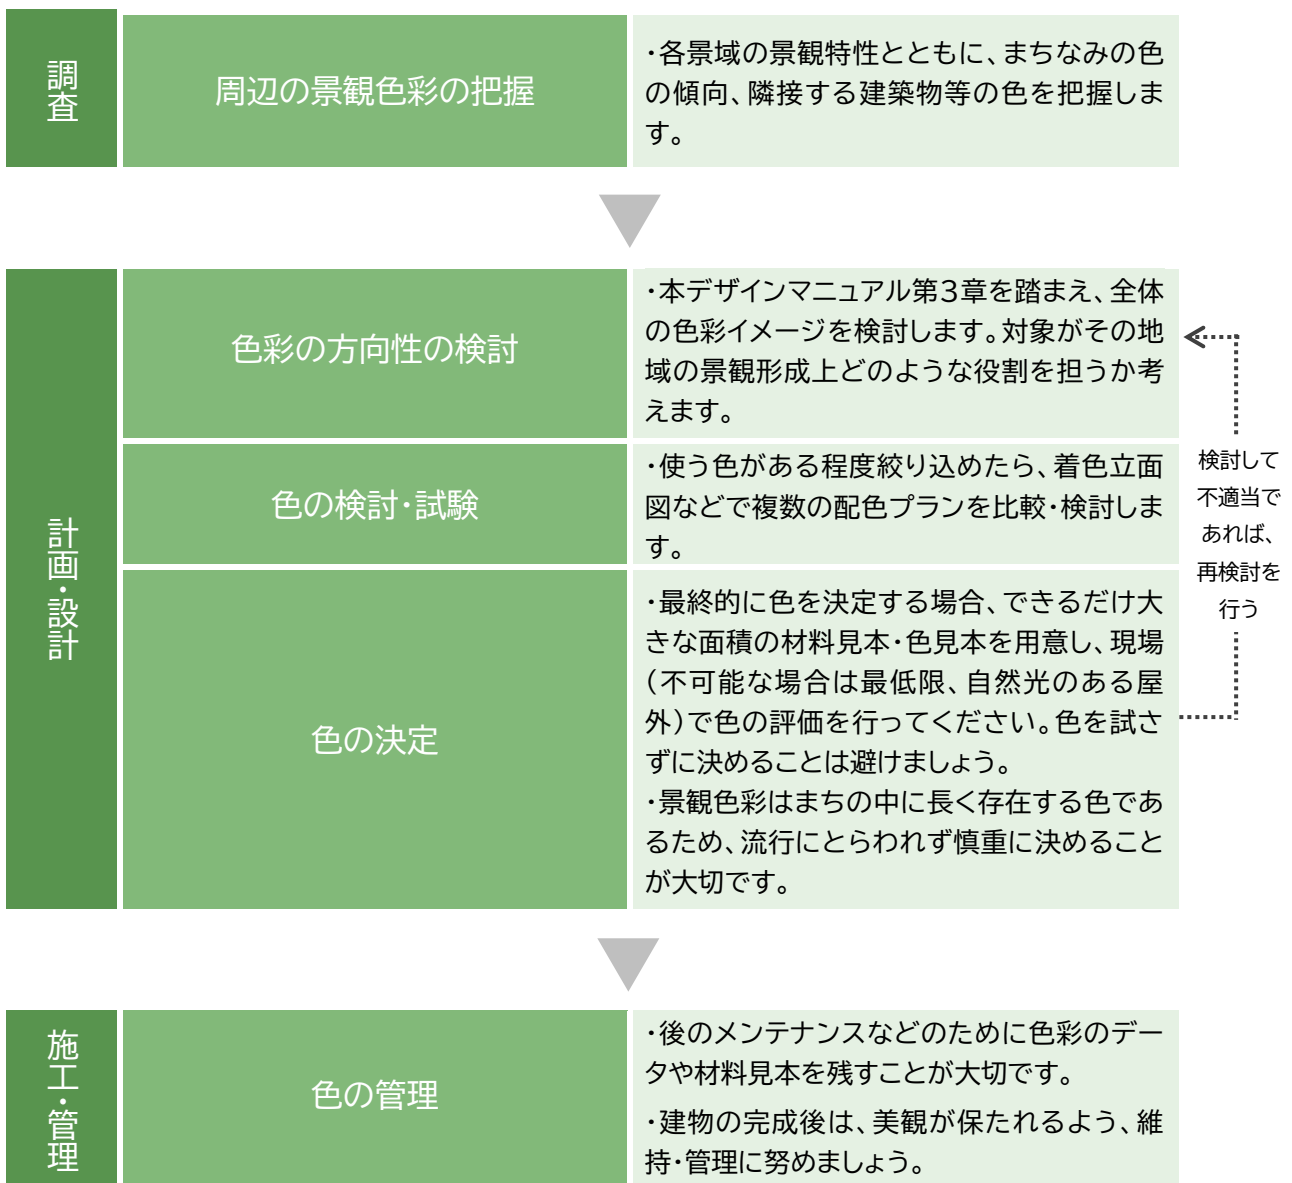 調査
周辺の景観色彩の把握
・各景域の景観特性とともに、まちなみの色
の傾向、隣接する建築物等の色を把握しま
す。
計画・設計
色彩の方向性の検討
・本デザインマニュアル第3章を踏まえ、全体
の色彩イメージを検討します。対象がその地
域の景観形成上どのような役割を担うか考
えます。
色の検討・試験
・使う色がある程度絞り込めたら、着色立面
図などで複数の配色プランを比較・検討しま
す。
色の決定
・最終的に色を決定する場合、できるだけ大
きな面積の材料見本・色見本を用意し、現場
(不可能な場合は最低限、自然光のある屋
外)で色の評価を行ってください。色を試さ
ずに決めることは避けましょう。
・景観色彩はまちの中に長く存在する色であ
るため、流行にとらわれず慎重に決めること
が大切です。
検討して
不適当で
あれば、
再検討を
行う
施工・管理
色の管理
・後のメンテナンスなどのために色彩のデー
タや材料見本を残すことが大切です。
・建物の完成後は、美観が保たれるよう、維
持・管理に努めましょう。